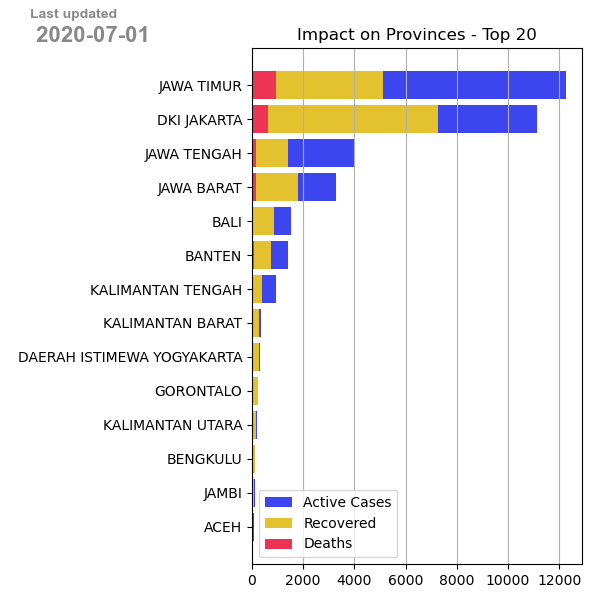 Last updated
2020-07-01
Impact on Provinces - Top 20
JAWA TIMUR
DKI JAKARTA
JAWA TENGAH
JAWA BARAT
BALI
BANTEN
KALIMANTAN TENGAH
KALIMANTAN BARAT
DAERAH ISTIMEWA YOGYAKARTA
GORONTALO
KALIMANTAN UTARA
BENGKULU
JAMBI
ACEH
Active Cases
Recovered
Deaths
0 2000 4000 6000 8000 10000 12000